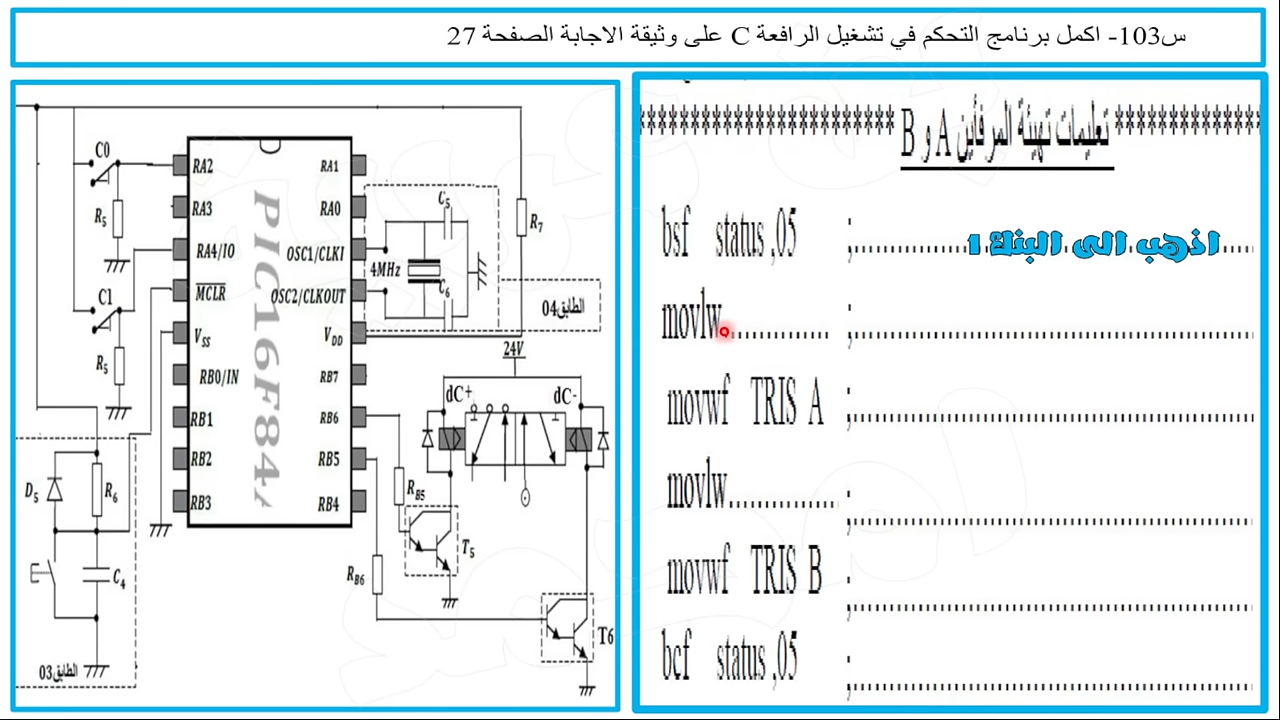 س103- اكمل برنامج التحكم في تشغيل الرافعة C على وثيقة الاجابة الصفحة 27
********************* تعليمات تهيئة المرفأين A و B *********************
bsf status ,05 ; اذهب الى البنك 1
movlw............ ;............
movwf TRIS A ;............
movlw............ ;............
movwf TRIS B ;............
bcf status ,05 ;............
C0
R5
C1
R5
D5
R6
C4
الطابق03
RA2
RA3
RA4/IO
MCLR
VSS
RB0/IN
RB1
RB2
RB3
PIC16F84A
RA1
RA0
OSC1/CLKI
OSC2/CLKOUT
VDD
RB7
RB6
RB5
RB4
C5
4MHz
C6
الطابق04
R7
24V
dC+
dC-
RB5
T5
RB6
T6